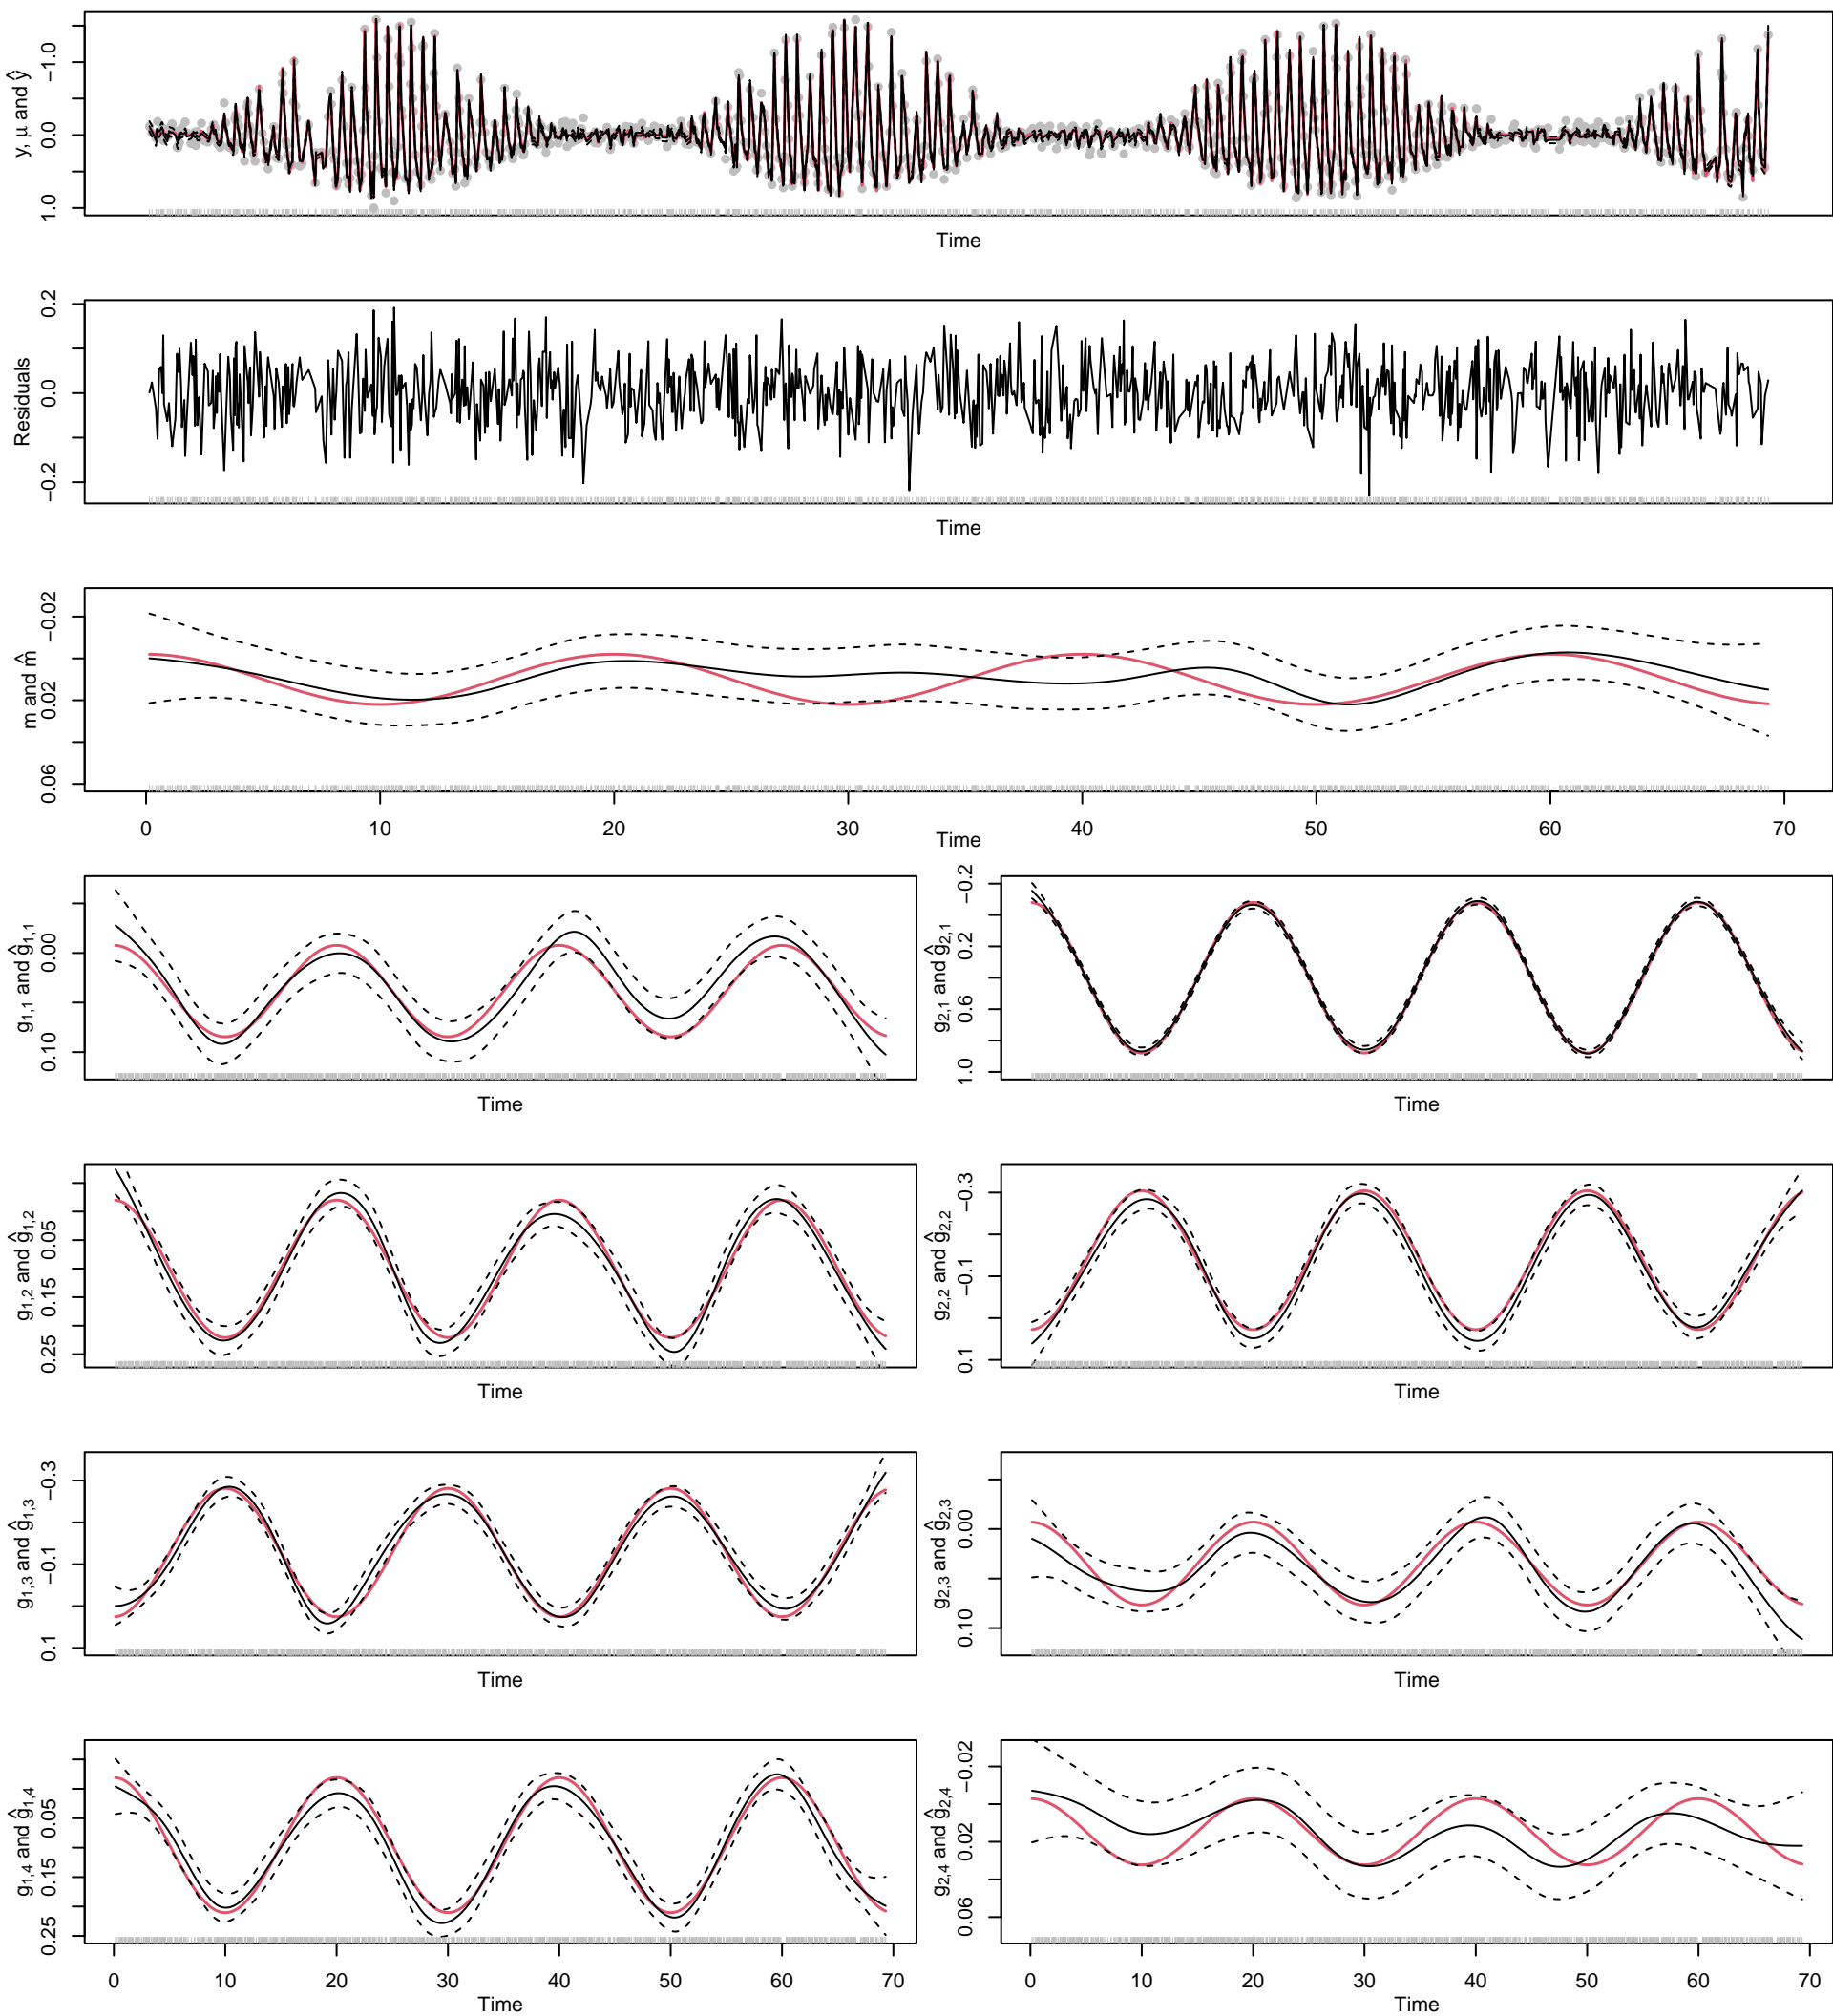 y, μ and ŷ
−1.0
0.0
1.0
Time
Residuals
0.2
0.0
−0.2
Time
m and m̂
−0.02
0.02
0.06
0 10 20 30 40 50 60 70
Time
g1,1 and ĝ1,1
0.00
0.10
Time
g2,1 and ĝ2,1
−0.2
0.2
0.6
1.0
Time
g1,2 and ĝ1,2
0.05
0.15
0.25
Time
g2,2 and ĝ2,2
−0.3
−0.1
0.1
Time
g1,3 and ĝ1,3
−0.3
−0.1
0.1
Time
g2,3 and ĝ2,3
0.00
0.10
Time
g1,4 and ĝ1,4
0.05
0.15
0.25
0 10 20 30 40 50 60 70
Time
g2,4 and ĝ2,4
−0.02
0.02
0.06
0 10 20 30 40 50 60 70
Time